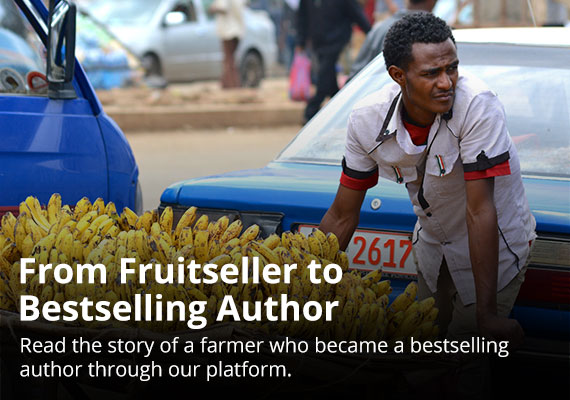 2617
From Fruitseller to
Bestselling Author
Read the story of a farmer who became a bestselling
author through our platform.